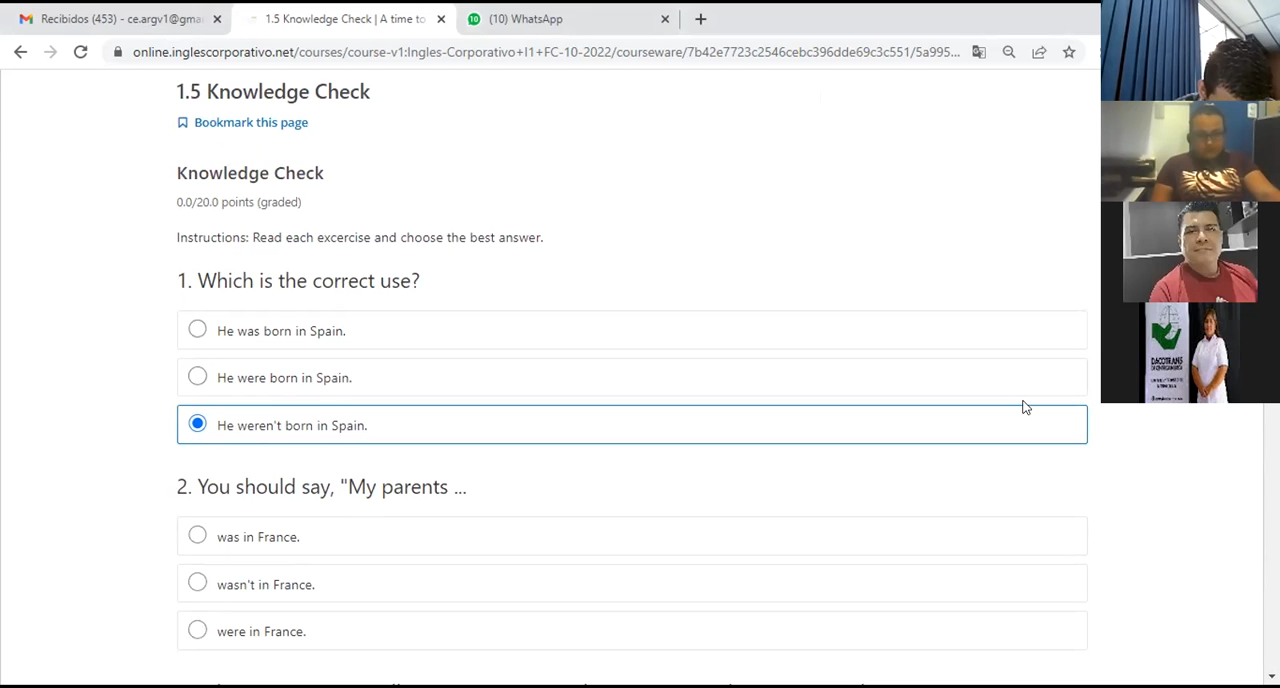 Recibidos (453) - ce.argv1@gmai
1.5 Knowledge Check | A time to
10
(10) WhatsApp
online.inglescorporativo.net/courses/course-v1:Ingles-Corporativo+I1+FC-10-2022/courseware/7b42e7723c2546cebc396dde69c3c551/5a995...
1.5 Knowledge Check
Bookmark this page
Knowledge Check
0.0/20.0 points (graded)
Instructions: Read each excercise and choose the best answer.
1. Which is the correct use?
He was born in Spain.
He were born in Spain.
He weren't born in Spain.
2. You should say, "My parents ...
was in France.
wasn't in France.
were in France.
DACOTRANS